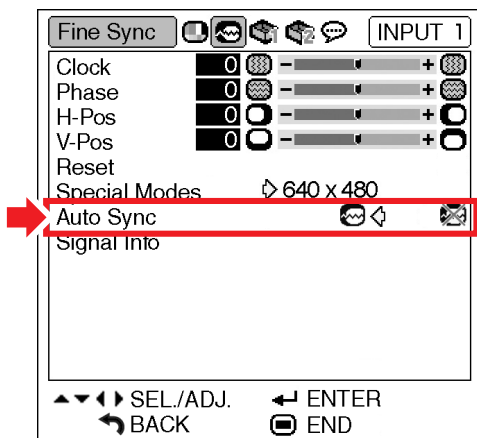 Fine Sync INPUT 1
Clock 0 - +
Phase 0 - +
H-Pos 0 - +
V-Pos 0 - +
Reset
Special Modes 640 x 480
Auto Sync
Signal Info
SEL./ADJ. ENTER
BACK END